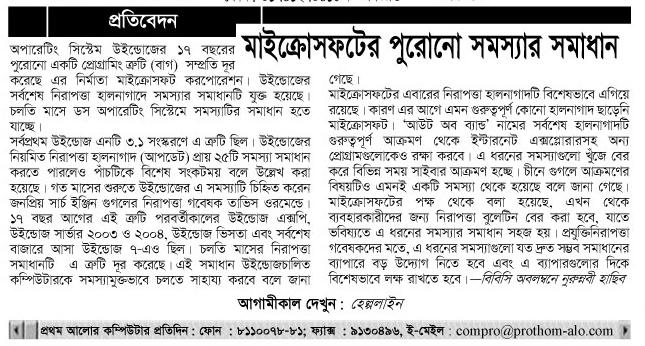 প্রতিবেদন
মাইক্রোসফটের পুরোনো সমস্যার সমাধান
অপারেটিং সিস্টেম উইন্ডোজের ১৭ বছরের
পুরোনো একটি প্রোগ্রামিং ত্রুটি (বাগ) সম্প্রতি দূর
করেছে এর নির্মাতা মাইক্রোসফট করপোরেশন। উইন্ডোজের
সর্বশেষ নিরাপত্তা হালনাগাদে সমস্যার সমাধানটি যুক্ত হয়েছে।
চলতি মাসে ডস অপারেটিং সিস্টেমে সমস্যাটির সমাধান হতে
যাচ্ছে।
সর্বপ্রথম উইন্ডোজ এনটি ৩.১ সংস্করণে এ ত্রুটি ছিল। উইন্ডোজের
নিয়মিত নিরাপত্তা হালনাগাদ (আপডেট) প্রায় ২৫টি সমস্যা সমাধান
করতে পারলেও পাঁচটিকে বিশেষ সংকটময় বলে উল্লেখ করা
হয়েছে। গত মাসের শুরুতে উইন্ডোজের এ সমস্যাটি চিহ্নিত করেন
জনপ্রিয় সার্চ ইঞ্জিন গুগলের নিরাপত্তা গবেষক তাভিস ওরমেন্ডে।
১৭ বছর আগের এই ত্রুটি পরবর্তীকালের উইন্ডোজ এক্সপি,
উইন্ডোজ সার্ভার ২০০৩ ও ২০০৪, উইন্ডোজ ভিসতা এবং সর্বশেষ
বাজারে আসা উইন্ডোজ ৭-এও ছিল। চলতি মাসের নিরাপত্তা
সমাধানটি এ ত্রুটি দূর করেছে। এই সমাধান উইন্ডোজচালিত
কম্পিউটারকে সমস্যামুক্তভাবে চলতে সাহায্য করবে বলে জানা
গেছে।
মাইক্রোসফটের এবারের নিরাপত্তা হালনাগাদটি বিশেষভাবে এগিয়ে
রয়েছে। কারণ এর আগে এমন গুরুত্বপূর্ণ কোনো হালনাগাদ ছাড়েনি
মাইক্রোসফট। 'আউট অব ব্যান্ড' নামের সর্বশেষ হালনাগাদটি
গুরুত্বপূর্ণ আক্রমণ থেকে ইন্টারনেট এক্সপ্লোরারসহ অন্য
প্রোগ্রামগুলোকেও রক্ষা করবে। এ ধরনের সমস্যাগুলো খুঁজে বের
করে বিভিন্ন সময় সাইবার আক্রমণ হচ্ছে। চীনে গুগলে আক্রমণের
বিষয়টিও এমনই একটি সমস্যা থেকে হয়েছে বলে জানা গেছে।
মাইক্রোসফটের পক্ষ থেকে বলা হয়েছে, এখন থেকে
ব্যবহারকারীদের জন্য নিরাপত্তা বুলেটিন বের করা হবে, যাতে
ভবিষ্যতে এ ধরনের সমস্যার সমাধান সহজ হয়। প্রযুক্তিনিরাপত্তা
গবেষকদের মতে, এ ধরনের সমস্যাগুলো যত দ্রুত সম্ভব সমাধানের
ব্যাপারে বড় উদ্যোগ নিতে হবে এবং এ ব্যাপারগুলোর দিকে
বিশেষভাবে লক্ষ রাখতে হবে।—বিবিসি অবলম্বনে নুরুন্নবী হাছিব
আগামীকাল দেখুন : হেল্পলাইন
প্রথম আলোর কম্পিউটার প্রতিদিন : ফোন : ৮১১০০৭৮-৮১; ফ্যাক্স : ৯১৩০৪৯৬, ই-মেইল : compro@prothom-alo.com